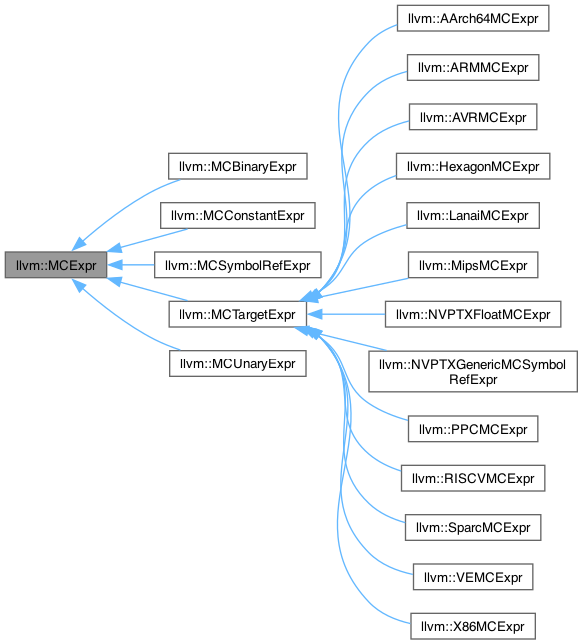 llvm::MCExpr
llvm::MCBinaryExpr
llvm::MCConstantExpr
llvm::MCSymbolRefExpr
llvm::MCTargetExpr
llvm::MCUnaryExpr
llvm::AArch64MCExpr
llvm::ARMMCExpr
llvm::AVRMCExpr
llvm::HexagonMCExpr
llvm::LanaiMCExpr
llvm::MipsMCExpr
llvm::NVPTXFloatMCExpr
llvm::NVPTXGenericMCSymbol
RefExpr
llvm::PPCMCExpr
llvm::RISCVMCExpr
llvm::SparcMCExpr
llvm::VEMCExpr
llvm::X86MCExpr